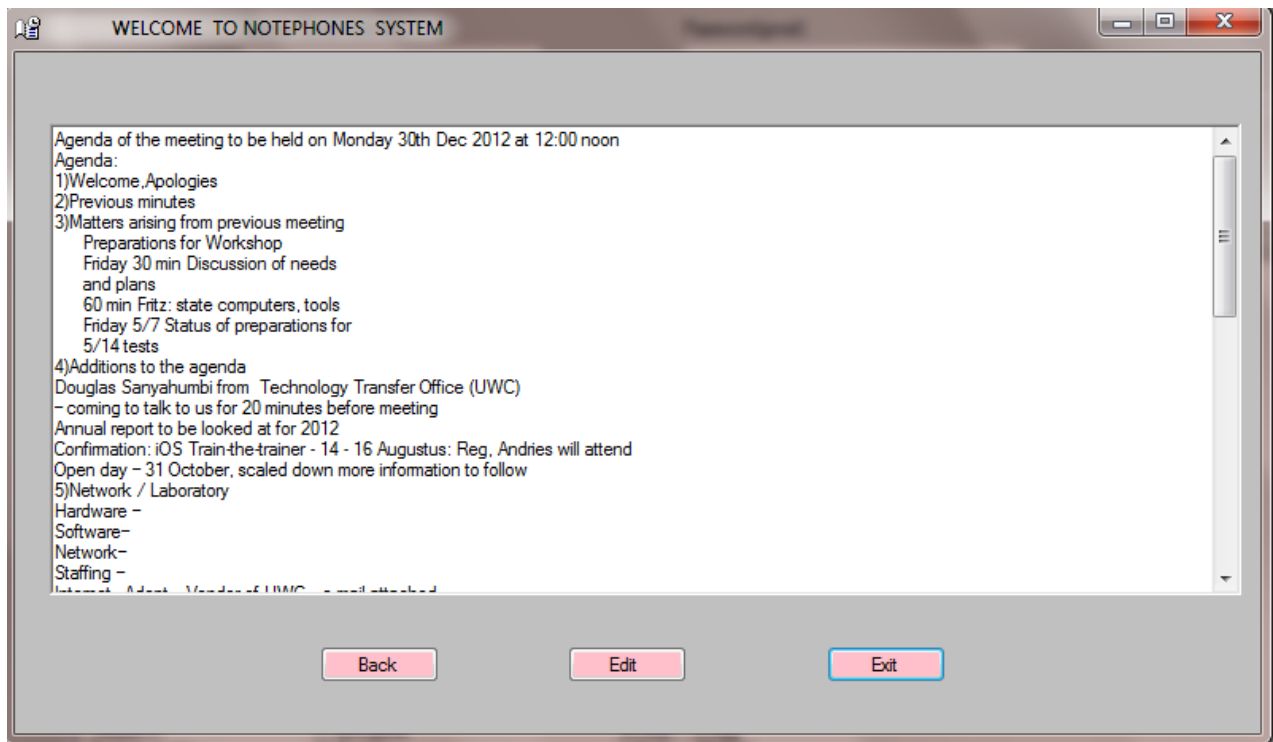 WELCOME TO NOTEPHONES SYSTEM
Agenda of the meeting to be held on Monday 30th Dec 2012 at 12:00 noon
Agenda:
1)Welcome,Apologies
2)Previous minutes
3)Matters arising from previous meeting
Preparations for Workshop
Friday 30 min Discussion of needs
and plans
60 min Fritz: state computers, tools
Friday 5/7 Status of preparations for
5/14 tests
4)Additions to the agenda
Douglas Sanyahumbi from Technology Transfer Office (UWC)
– coming to talk to us for 20 minutes before meeting
Annual report to be looked at for 2012
Confirmation: iOS Train-the-trainer - 14 - 16 Augustus: Reg, Andries will attend
Open day – 31 October, scaled down more information to follow
5)Network / Laboratory
Hardware –
Software–
Network–
Staffing –
Back Edit Exit